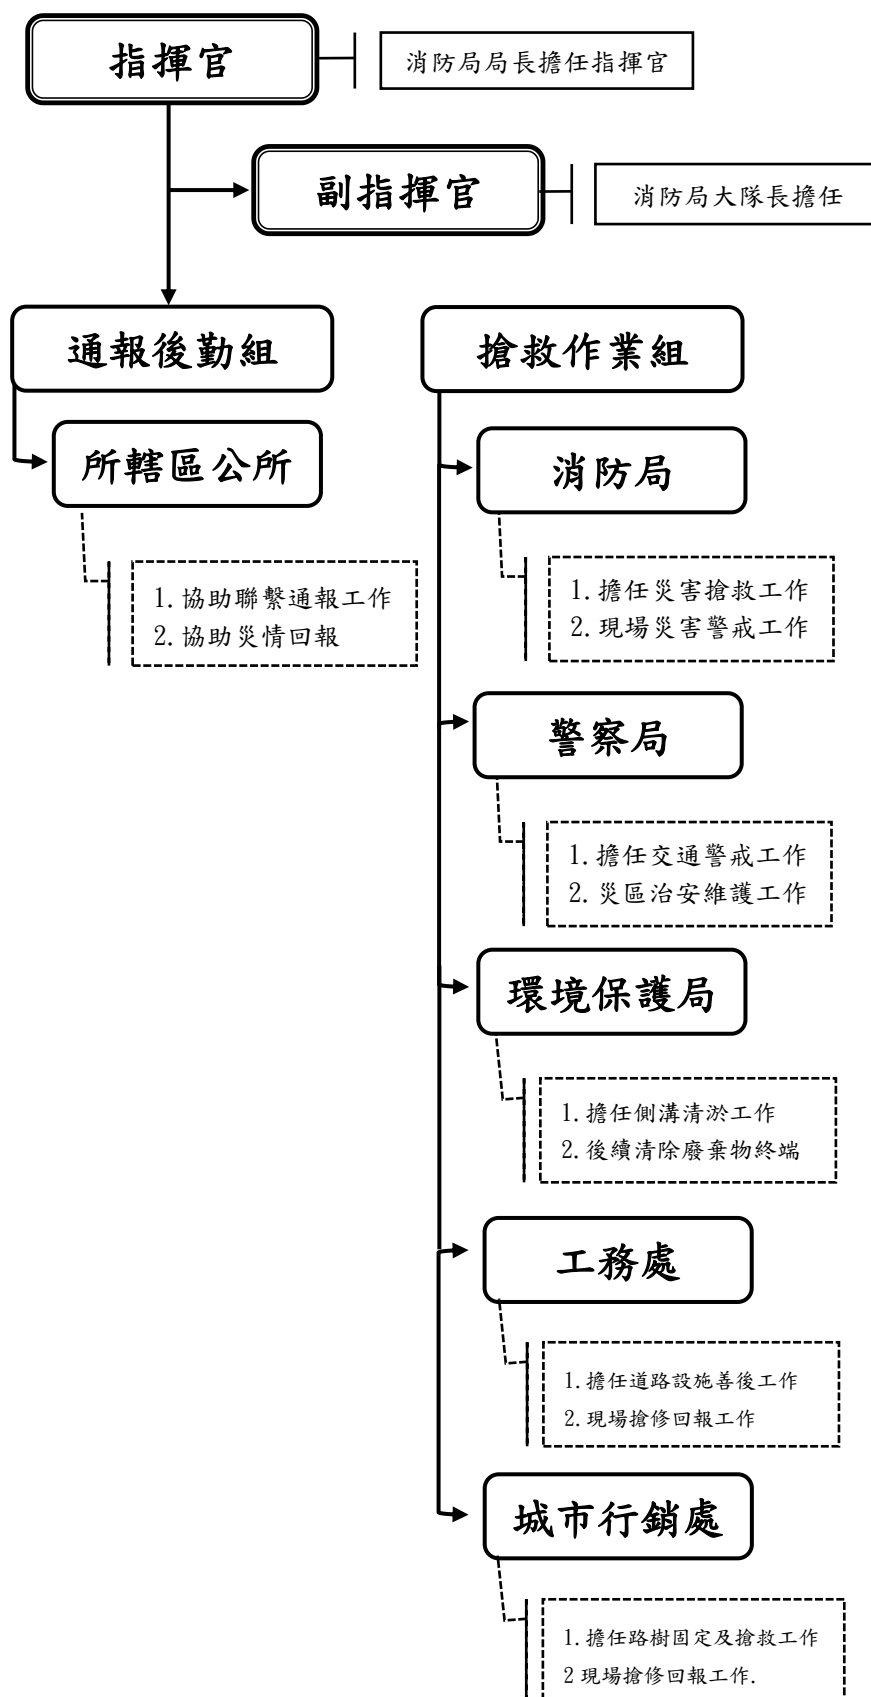 指揮官
消防局局長擔任指揮官
副指揮官
消防局大隊長擔任
通報後勤組
所轄區公所
1.協助聯繫通報工作
2.協助災情回報
搶救作業組
消防局
1.擔任災害搶救工作
2.現場災害警戒工作
警察局
1.擔任交通警戒工作
2.災區治安維護工作
環境保護局
1.擔任側溝清淤工作
2.後續清除廢棄物終端
工務處
1.擔任道路設施善後工作
2.現場搶修回報工作
城市行銷處
1.擔任路樹固定及搶救工作
2 現場搶修回報工作.